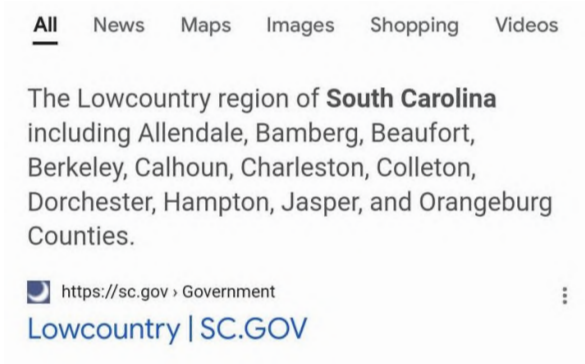 All News Maps Images Shopping Videos
The Lowcountry region of South Carolina
including Allendale, Bamberg, Beaufort,
Berkeley, Calhoun, Charleston, Colleton,
Dorchester, Hampton, Jasper, and Orangeburg
Counties.
https://sc.gov › Government
Lowcountry | SC.GOV